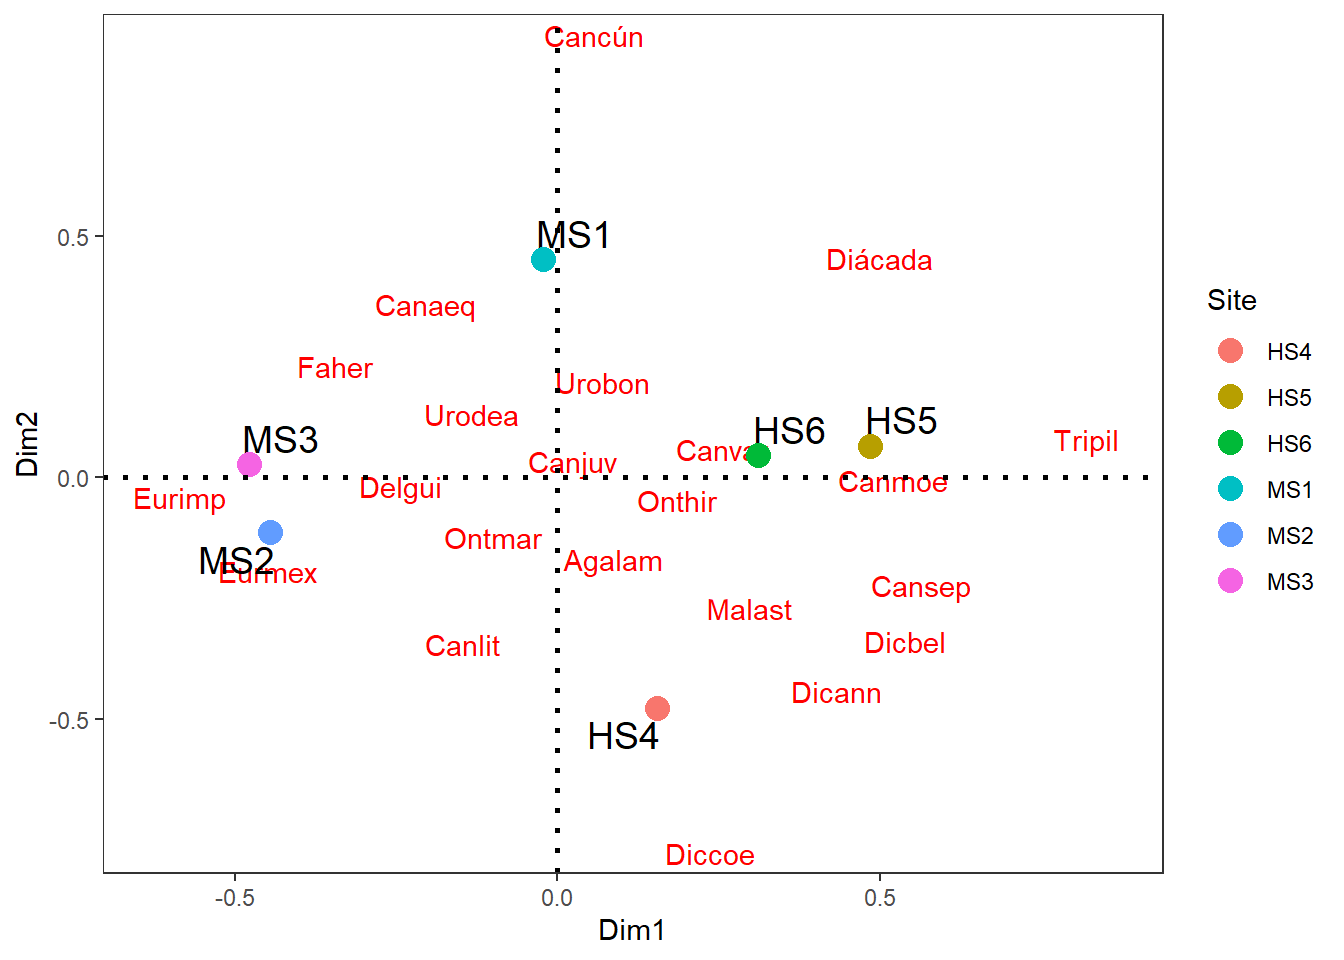 Cancún
MS1
0.5
Diácada
Canaeq
Site
HS4
Faher
Urobon
HS5
Urodea
HS5
HS6
MS3
Tripil
HS6
Dim2
Canva
Canjuv
0.0
Canmoe
MS1
Delgui
Eurimp
Onthir
MS2
Ontmar
MS2
Agalam
Eurmex
MS3
Cansep
Malast
Canlit
Dicbel
Dicann
-0.5
HS4
Diccoe
-0.5
0.0
0.5
Dim1